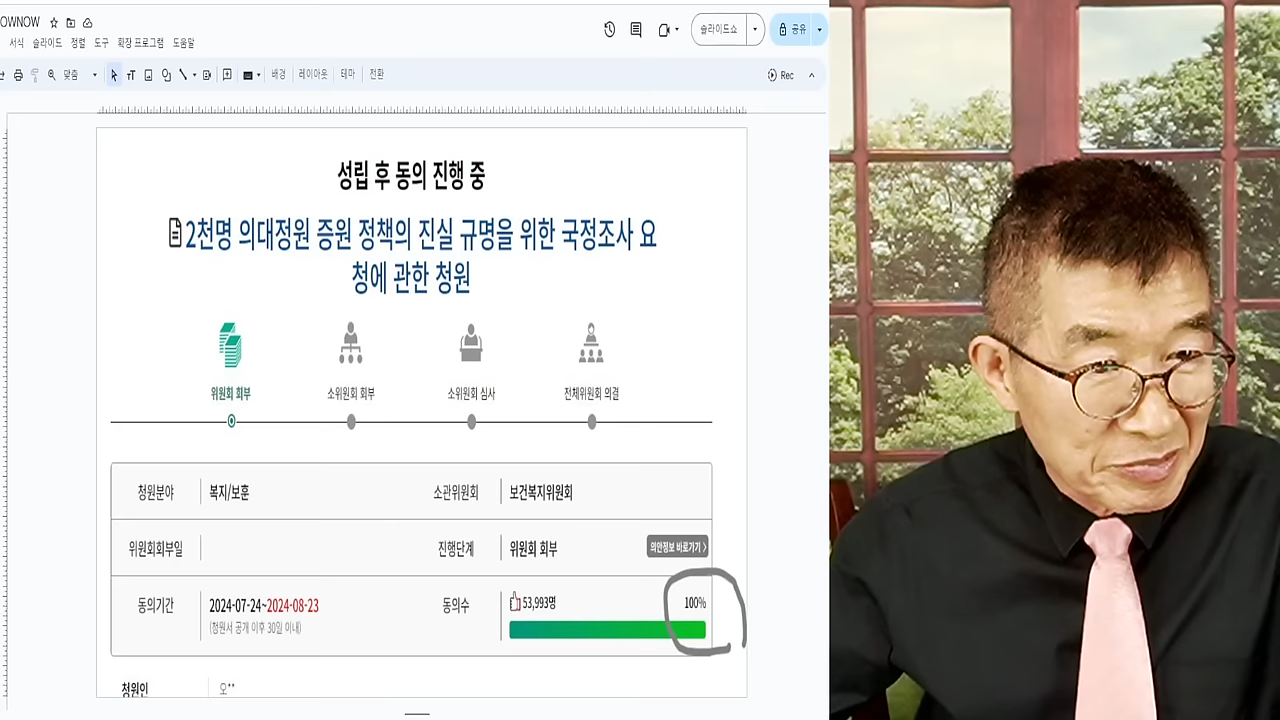 OWNOW
서식 슬라이드 정렬 도구 확장 프로그램 도움말
슬라이드쇼
공유
맞춤
배경 레이아웃 테마 전환
Rec
성립 후 동의 진행 중
2천명 의대정원 증원 정책의 진실 규명을 위한 국정조사 요
청에 관한 청원
위원회 회부 소위원회 회부 소위원회 심사 전체위원회 의결
청원분야 복지/보훈 소관위원회 보건복지위원회
위원회회부일 진행단계 위원회 회부 의안정보 바로가기 >
동의기간 2024-07-24~2024-08-23 동의수 53,993명 100%
(청원서 공개 이후 30일 이내)
청원인 오**